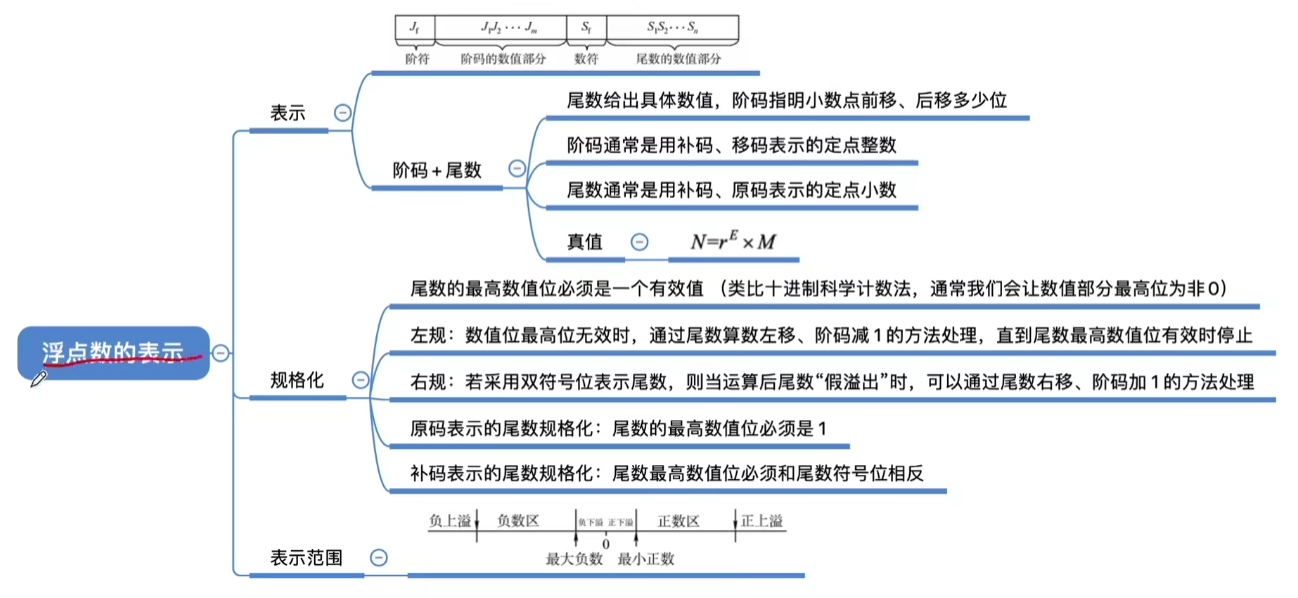 J_f J_1J_2···J_m S_f S_1S_2···S_n
阶符 阶码的数值部分 数符 尾数的数值部分
表示
尾数给出具体数值，阶码指明小数点前移、后移多少位
阶码通常是用补码、移码表示的定点整数
阶码+尾数
尾数通常是用补码、原码表示的定点小数
真值 N=r^E×M
浮点数的表示
尾数的最高数值位必须是一个有效值 （类比十进制科学计数法，通常我们会让数值部分最高位为非0）
左规：数值位最高位无效时，通过尾数算数左移、阶码减1的方法处理，直到尾数最高数值位有效时停止
规格化
右规：若采用双符号位表示尾数，则当运算后尾数“假溢出”时，可以通过尾数右移、阶码加1的方法处理
原码表示的尾数规格化：尾数的最高数值位必须是1
补码表示的尾数规格化：尾数最高数值位必须和尾数符号位相反
负上溢 负数区 负下溢 正下溢 正数区 正上溢
0
表示范围
最大负数 最小正数